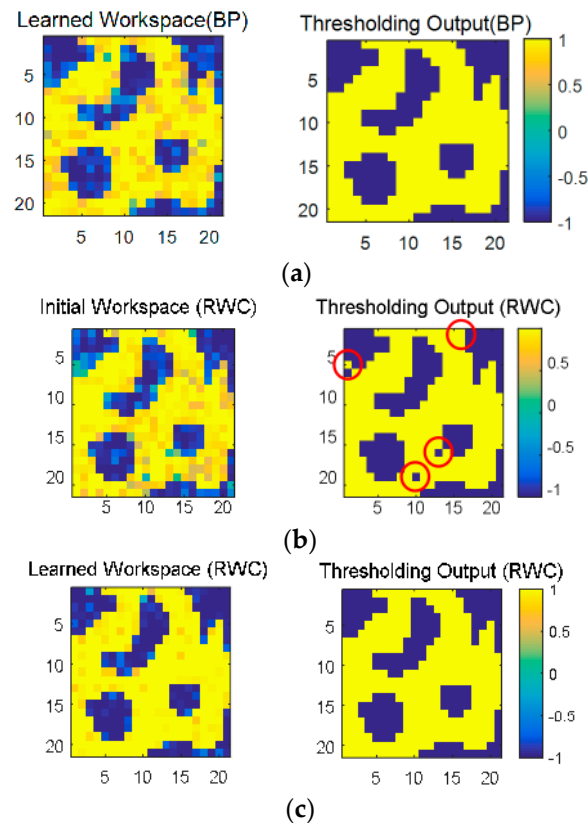 Learned Workspace(BP) Thresholding Output(BP)
5 10 15 20
5 10 15 20
5 10 15 20
5 10 15 20
1 0.5 0 -0.5 -1
(a)
Initial Workspace (RWC) Thresholding Output (RWC)
5 10 15 20
5 10 15 20
5 10 15 20
5 10 15 20
0.5 0 -0.5 -1
(b)
Learned Workspace (RWC) Thresholding Output (RWC)
5 10 15 20
5 10 15 20
5 10 15 20
5 10 15 20
1 0.5 0 -0.5 -1
(c)